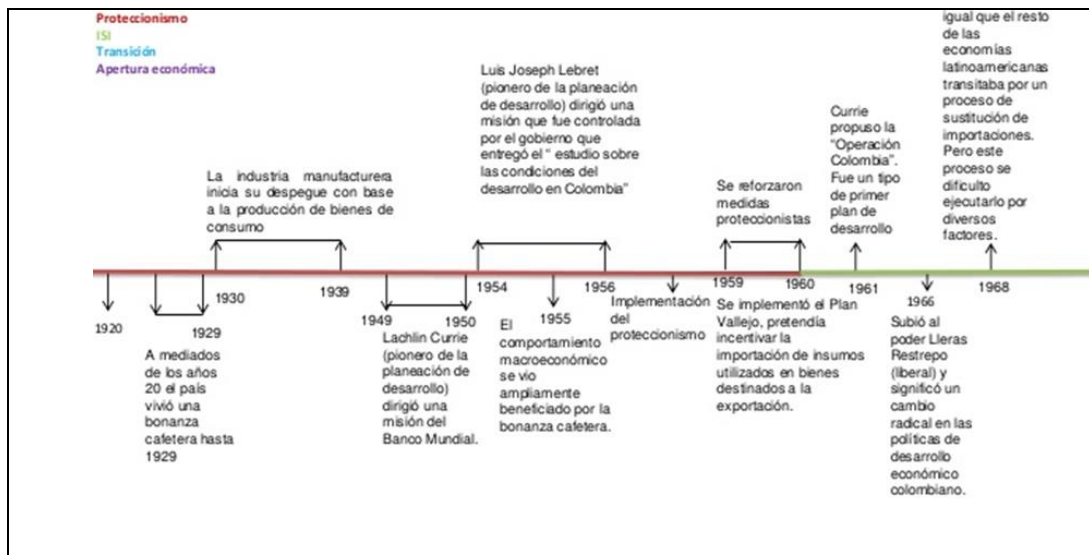 Proteccionismo
ISI
Transición
Apertura económica
La industria manufacturera
inicia su despegue con base
a la producción de bienes de
consumo
Luis Joseph Lebret
(pionero de la planeación
de desarrollo) dirigió una
misión que fue controlada
por el gobierno que
entregó el “ estudio sobre
las condiciones del
desarrollo en Colombia”
Se reforzaron
medidas
proteccionistas
Currie
propuso la
“Operación
Colombia”.
Fue un tipo
de primer
plan de
desarrollo
igual que el resto
de las
economías
latinoamericanas
transitaba por un
proceso de
sustitución de
importaciones.
Pero este
proceso se
dificulto
ejecutarlo por
diversos
factores.
1920
1929
1930
1939
1949
1950
1954
1955
1956
1959
1960
1961
1966
1968
A mediados
de los años
20 el país
vivió una
bonanza
cafetera hasta
1929
Lachlin Currie
(pionero de la
planeación de
desarrollo)
dirigió una
misión del
Banco Mundial.
El
comportamiento
macroeconómico
se vio
ampliamente
beneficiado por la
bonanza cafetera.
Implementación
del
proteccionismo
Se implementó el Plan
Vallejo, pretendía
incentivar la
importación de insumos
utilizados en bienes
destinados a la
exportación.
Subió al
poder Lleras
Restrepo
(liberal) y
significó un
cambio
radical en las
políticas de
desarrollo
económico
colombiano.